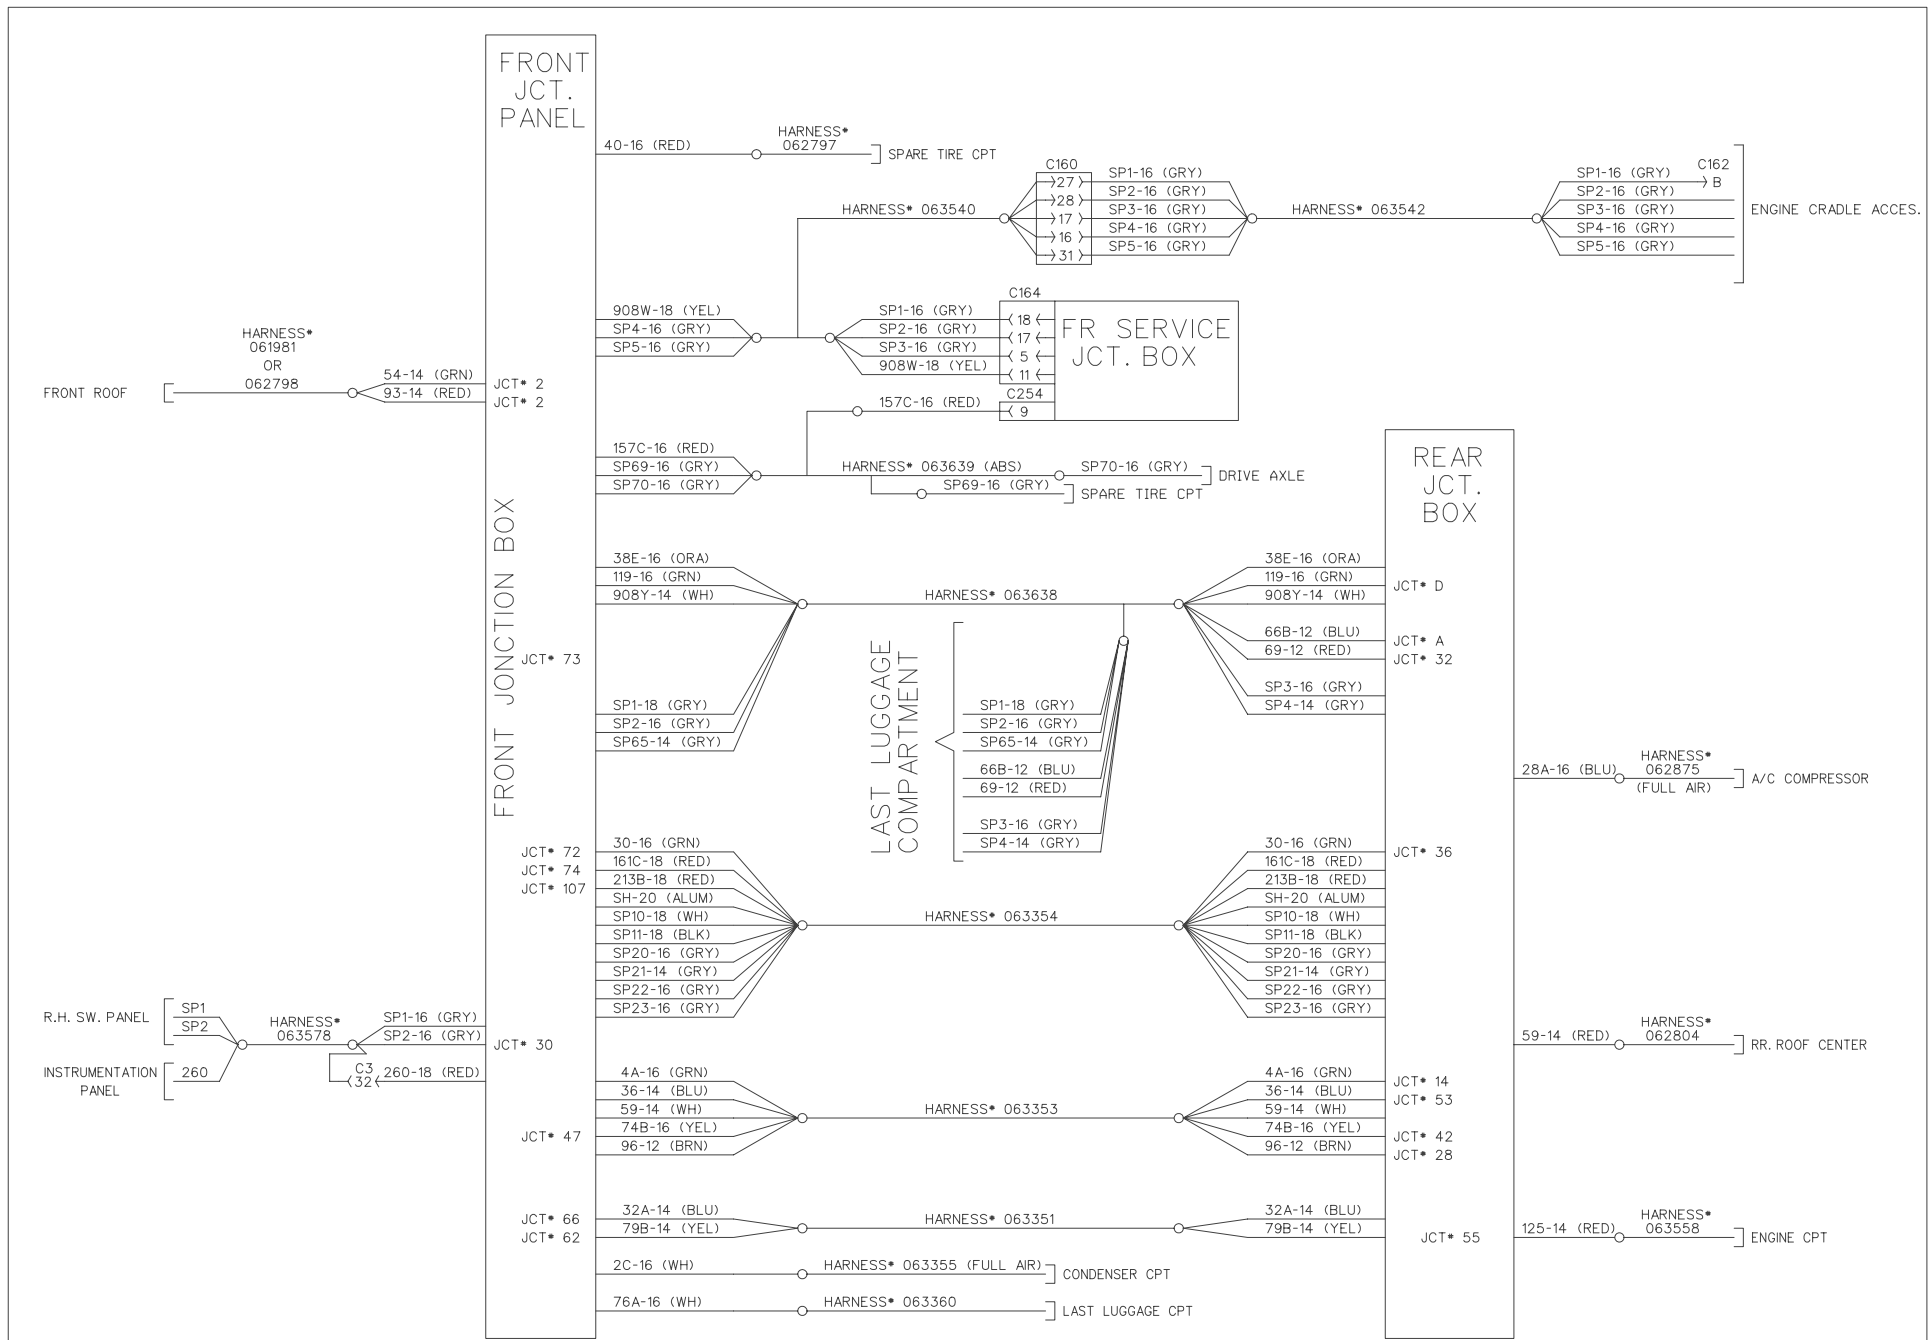 FRONT
JCT.
PANEL
FRONT JONCTION BOX
40-16 (RED)
HARNESS*
062797
SPARE TIRE CPT
HARNESS* 063540
C160
27
28
17
16
31
SP1-16 (GRY)
SP2-16 (GRY)
SP3-16 (GRY)
SP4-16 (GRY)
SP5-16 (GRY)
HARNESS* 063542
SP1-16 (GRY)
SP2-16 (GRY)
SP3-16 (GRY)
SP4-16 (GRY)
SP5-16 (GRY)
C162
B
ENGINE CRADLE ACCES.
908W-18 (YEL)
SP4-16 (GRY)
SP5-16 (GRY)
SP1-16 (GRY)
SP2-16 (GRY)
SP3-16 (GRY)
908W-18 (YEL)
C164
18
17
5
11
FR SERVICE
JCT. BOX
157C-16 (RED)
C254
9
FRONT ROOF
HARNESS*
061981
OR
062798
54-14 (GRN)
93-14 (RED)
JCT* 2
JCT* 2
157C-16 (RED)
SP69-16 (GRY)
SP70-16 (GRY)
HARNESS* 063639 (ABS)
SP70-16 (GRY)
DRIVE AXLE
SP69-16 (GRY)
SPARE TIRE CPT
REAR
JCT.
BOX
38E-16 (ORA)
119-16 (GRN)
908Y-14 (WH)
JCT* 73
SP1-18 (GRY)
SP2-16 (GRY)
SP65-14 (GRY)
HARNESS* 063638
LAST LUGGAGE
COMPARTMENT
SP1-18 (GRY)
SP2-16 (GRY)
SP65-14 (GRY)
66B-12 (BLU)
69-12 (RED)
SP3-16 (GRY)
SP4-14 (GRY)
38E-16 (ORA)
119-16 (GRN)
908Y-14 (WH)
66B-12 (BLU)
69-12 (RED)
SP3-16 (GRY)
SP4-14 (GRY)
JCT* D
JCT* A
JCT* 32
28A-16 (BLU)
HARNESS*
062875
(FULL AIR)
A/C COMPRESSOR
JCT* 72
JCT* 74
JCT* 107
30-16 (GRN)
161C-18 (RED)
213B-18 (RED)
SH-20 (ALUM)
SP10-18 (WH)
SP11-18 (BLK)
SP20-16 (GRY)
SP21-14 (GRY)
SP22-16 (GRY)
SP23-16 (GRY)
HARNESS* 063354
30-16 (GRN)
161C-18 (RED)
213B-18 (RED)
SH-20 (ALUM)
SP10-18 (WH)
SP11-18 (BLK)
SP20-16 (GRY)
SP21-14 (GRY)
SP22-16 (GRY)
SP23-16 (GRY)
JCT* 36
R.H. SW. PANEL
SP1
SP2
INSTRUMENTATION
PANEL
260
HARNESS*
063578
C3
32
SP1-16 (GRY)
SP2-16 (GRY)
260-18 (RED)
JCT* 30
59-14 (RED)
HARNESS*
062804
RR. ROOF CENTER
4A-16 (GRN)
36-14 (BLU)
59-14 (WH)
74B-16 (YEL)
96-12 (BRN)
JCT* 47
HARNESS* 063353
4A-16 (GRN)
36-14 (BLU)
59-14 (WH)
74B-16 (YEL)
96-12 (BRN)
JCT* 14
JCT* 53
JCT* 42
JCT* 28
JCT* 66
JCT* 62
32A-14 (BLU)
79B-14 (YEL)
HARNESS* 063351
32A-14 (BLU)
79B-14 (YEL)
JCT* 55
125-14 (RED)
HARNESS*
063558
ENGINE CPT
2C-16 (WH)
HARNESS* 063355 (FULL AIR)
CONDENSER CPT
76A-16 (WH)
HARNESS* 063360
LAST LUGGAGE CPT